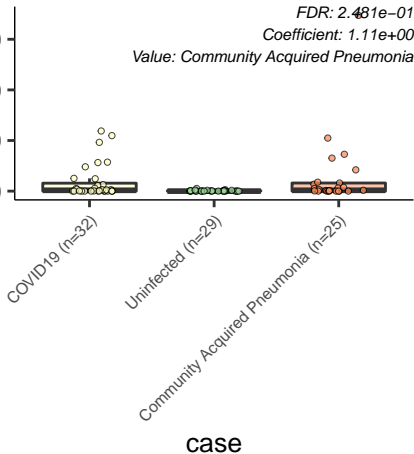 FDR: 2.481e−01
Coefficient: 1.11e+00
Value: Community Acquired Pneumonia
COVID19 (n=32)
Uninfected (n=29)
Community Acquired Pneumonia (n=25)
case